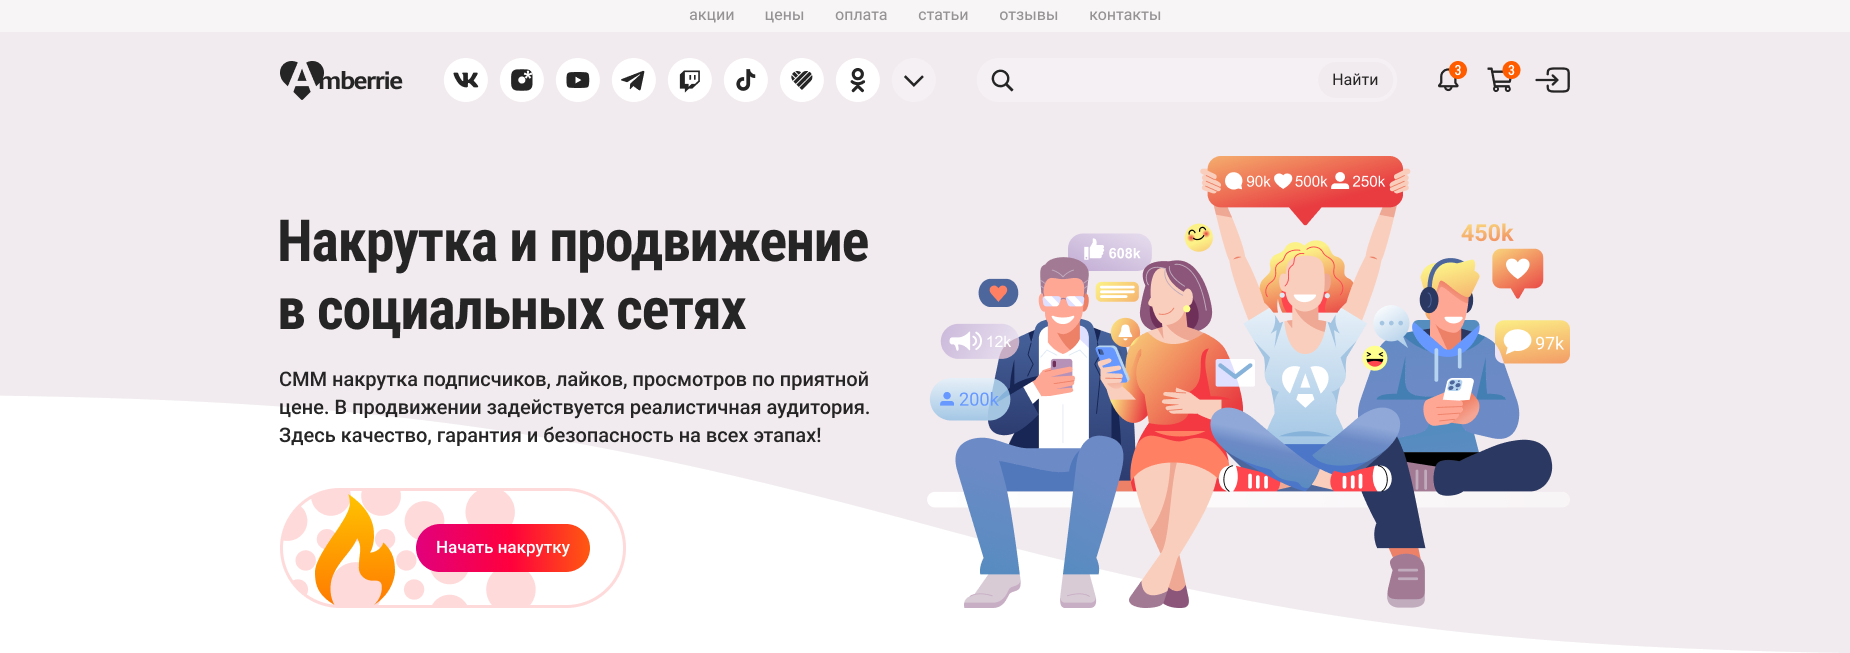 акции цены оплата статьи отзывы контакты
Amberrie
Найти
3
3
90k 500k 250k
Накрутка и продвижение
в социальных сетях
608k
450k
12k
97k
200k
СММ накрутка подписчиков, лайков, просмотров по приятной
цене. В продвижении задействуется реалистичная аудитория.
Здесь качество, гарантия и безопасность на всех этапах!
Начать накрутку